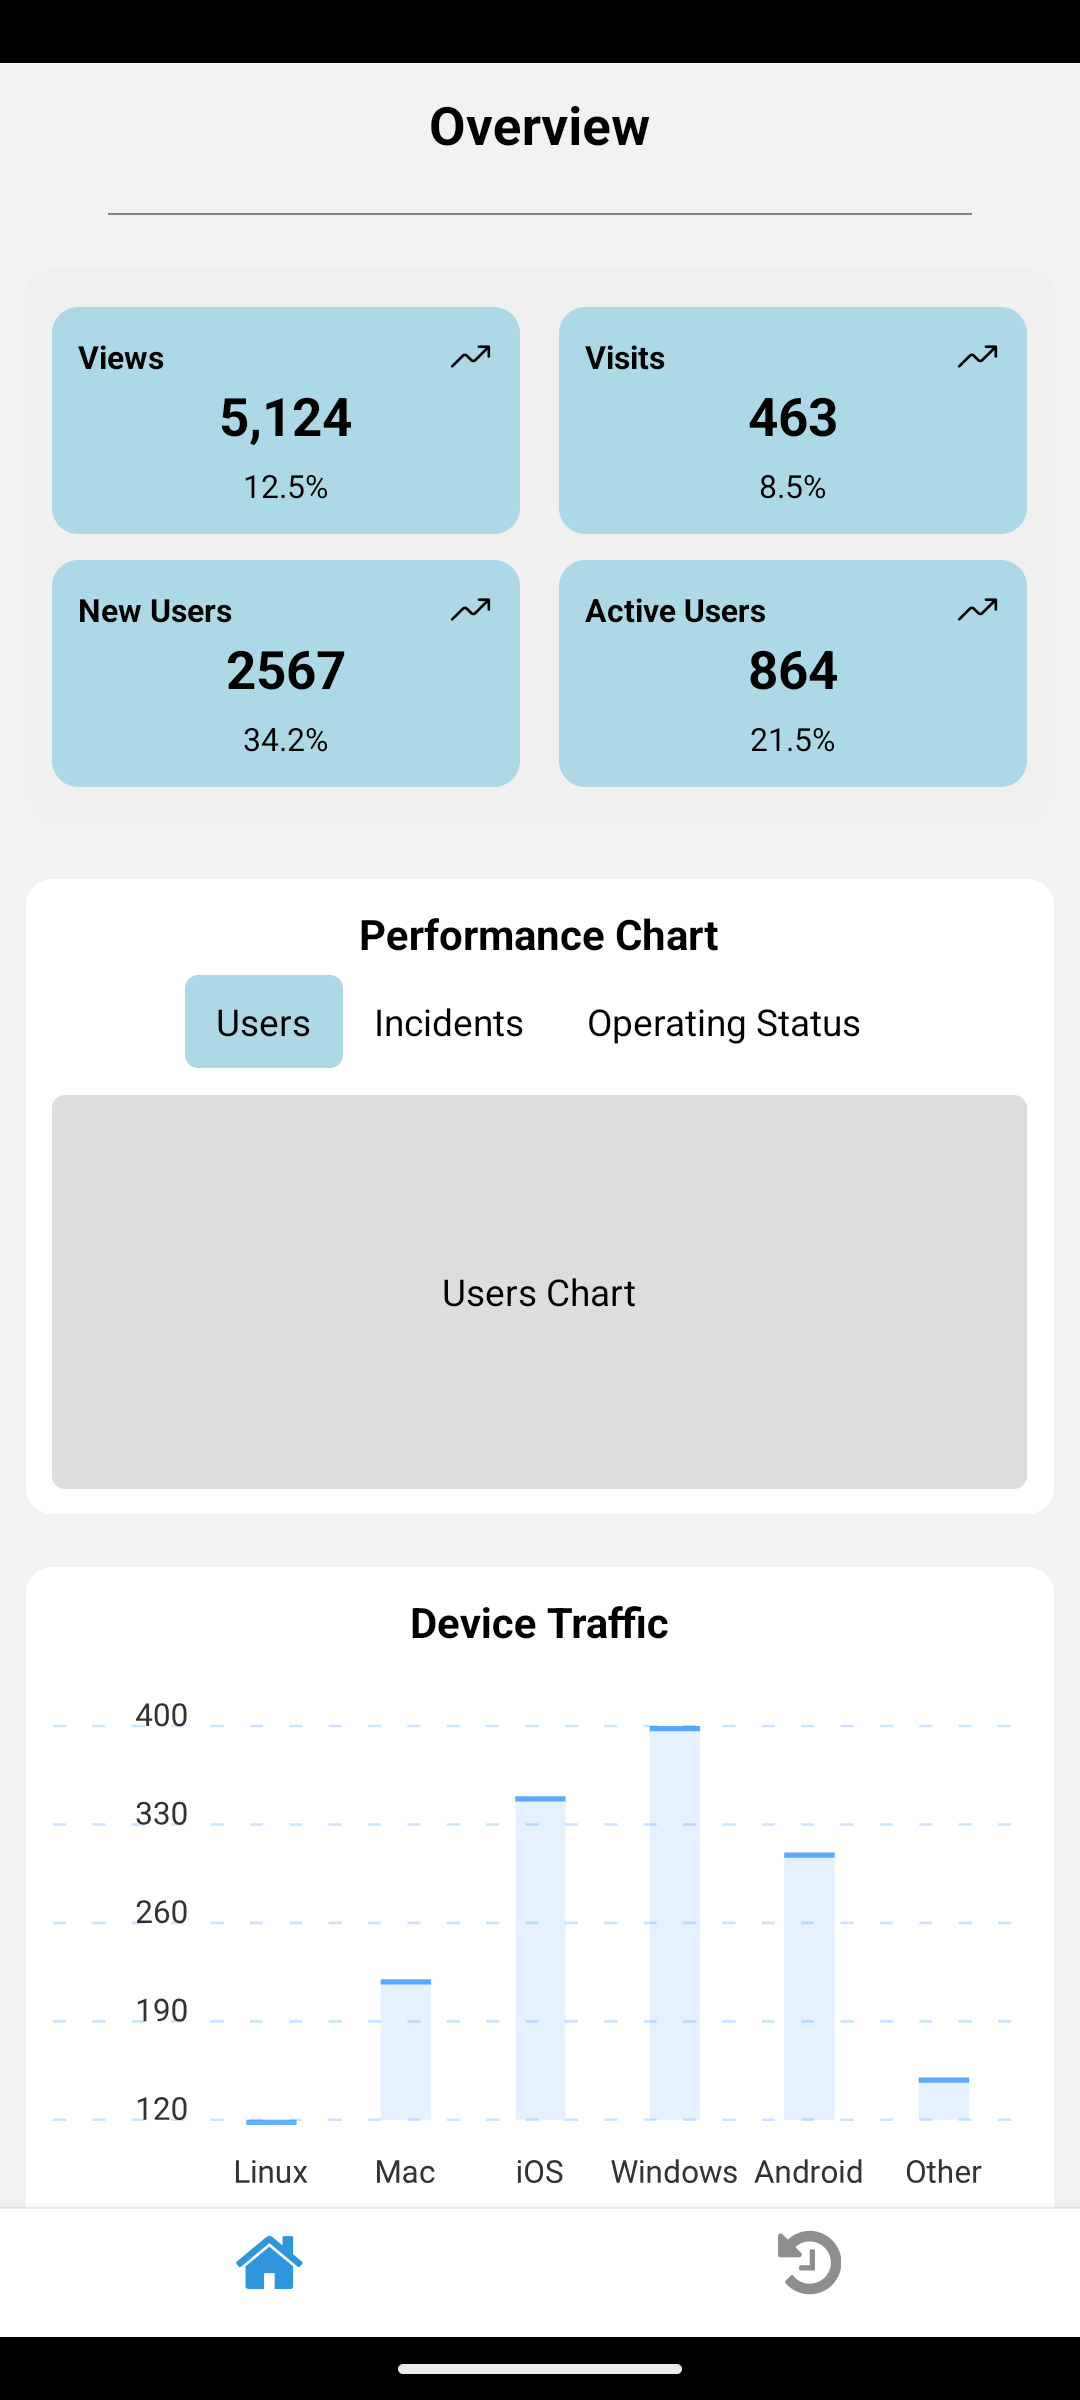 Overview
Views
5,124
12.5%
Visits
463
8.5%
New Users
2567
34.2%
Active Users
864
21.5%
Performance Chart
Users Incidents Operating Status
Users Chart
Device Traffic
400
330
260
190
120
Linux Mac iOS Windows Android Other